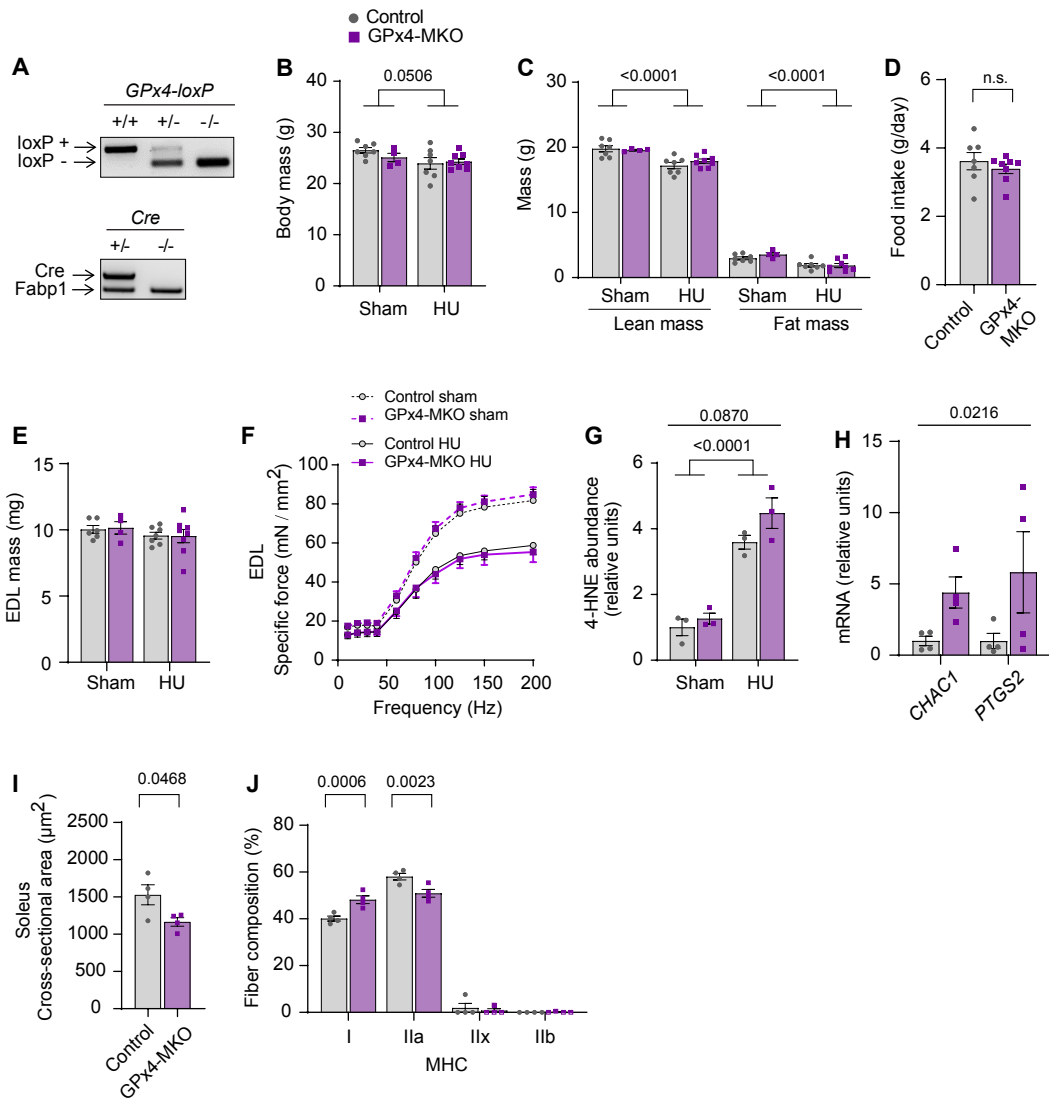 Control
GPx4-MKO
A
GPx4-loxP
+/+ +/- -/-
loxP +
loxP -
Cre
+/- -/-
Cre
Fabp1
B
0.0506
Body mass (g)
40
30
20
10
0
Sham HU
C
<0.0001 <0.0001
Mass (g)
30
20
10
0
Sham HU Sham HU
Lean mass Fat mass
D
n.s.
Food intake (g/day)
6
4
2
0
Control
GPx4-
MKO
E
EDL mass (mg)
15
10
5
0
Sham HU
F
Control sham
GPx4-MKO sham
Control HU
GPx4-MKO HU
EDL
Specific force (mN / mm²)
100
80
60
40
20
0
0 50 100 150 200
Frequency (Hz)
G
0.0870
<0.0001
4-HNE abundance
(relative units)
6
4
2
0
Sham HU
H
0.0216
mRNA (relative units)
15
10
5
0
CHAC1
PTGS2
I
0.0468
Soleus
Cross-sectional area (µm²)
2500
2000
1500
1000
500
0
Control
GPx4-MKO
J
0.0006 0.0023
Fiber composition (%)
80
60
40
20
0
I IIa IIx IIb
MHC